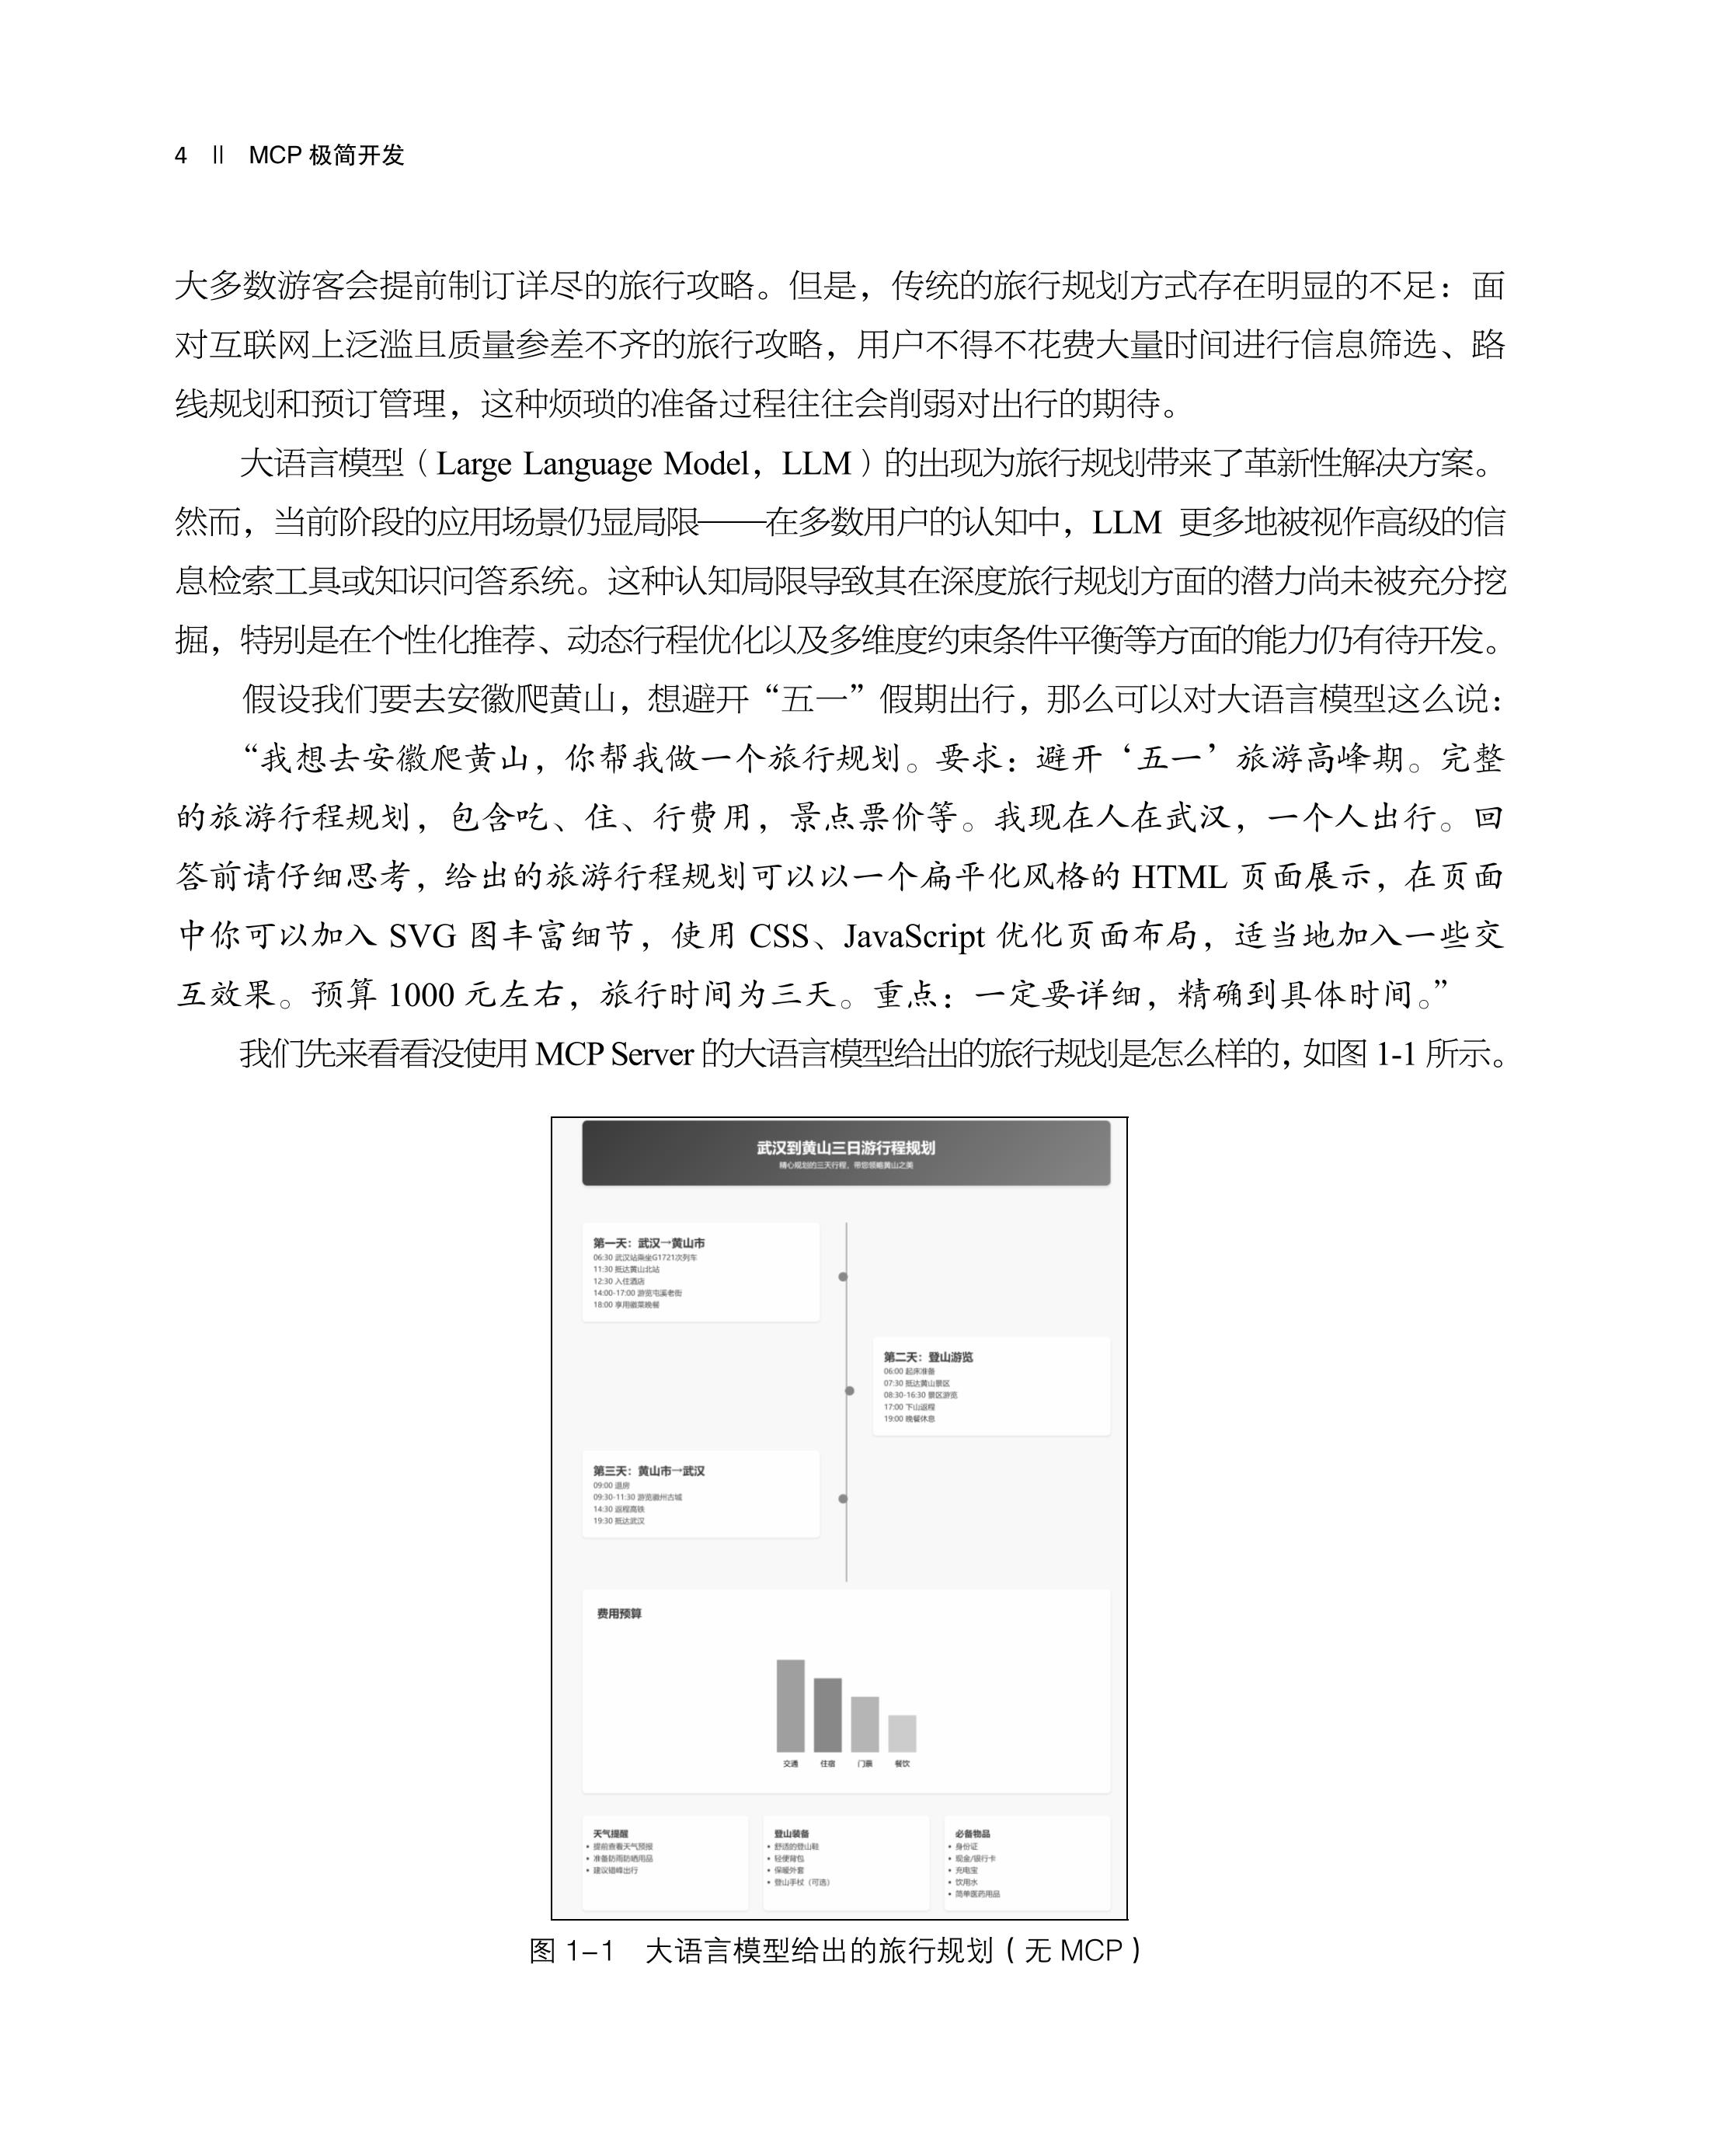 4 || MCP 极简开发
大多数游客会提前制订详尽的旅行攻略。但是，传统的旅行规划方式存在明显的不足：面
对互联网上泛滥且质量参差不齐的旅行攻略，用户不得不花费大量时间进行信息筛选、路
线规划和预订管理，这种烦琐的准备过程往往会削弱对出行的期待。
大语言模型（Large Language Model，LLM）的出现为旅行规划带来了革新性解决方案。
然而，当前阶段的应用场景仍显局限——在多数用户的认知中，LLM 更多地被视作高级的信
息检索工具或知识问答系统。这种认知局限导致其在深度旅行规划方面的潜力尚未被充分挖
掘，特别是在个性化推荐、动态行程优化以及多维度约束条件平衡等方面的能力仍有待开发。
假设我们要去安徽爬黄山，想避开“五一”假期出行，那么可以对大语言模型这么说：
“我想去安徽爬黄山，你帮我做一个旅行规划。要求：避开‘五一’旅游高峰期。完整
的旅游行程规划，包含吃、住、行费用，景点票价等。我现在人在武汉，一个人出行。回
答前请仔细思考，给出的旅游行程规划可以以一个扁平化风格的 HTML 页面展示，在页面
中你可以加入 SVG 图丰富细节，使用 CSS、JavaScript 优化页面布局，适当地加入一些交
互效果。预算 1000 元左右，旅行时间为三天。重点：一定要详细，精确到具体时间。”
我们先来看看没使用 MCP Server 的大语言模型给出的旅行规划是怎么样的，如图 1-1 所示。
武汉到黄山三日游行程规划
精心规划的三天行程，带您领略黄山之美
第一天：武汉→黄山市
06:30 武汉站乘坐G1721次列车
11:30 抵达黄山北站
12:30 入住酒店
14:00-17:00 游览屯溪老街
18:00 享用徽菜晚餐
第二天：登山游览
06:00 起床准备
07:30 抵达黄山景区
08:30-16:30 景区游览
17:00 下山返程
19:00 晚餐休息
第三天：黄山市→武汉
09:00 退房
09:30-11:30 游览徽州古城
14:30 返程高铁
19:30 抵达武汉
费用预算
交通 住宿 门票 餐饮
天气提醒
• 提前查看天气预报
• 准备防雨防晒用品
• 建议错峰出行
登山装备
• 舒适的登山鞋
• 轻便背包
• 保暖外套
• 登山手杖（可选）
必备物品
• 身份证
• 现金/银行卡
• 充电宝
• 饮用水
• 简单医药用品
图 1-1 大语言模型给出的旅行规划（无 MCP）